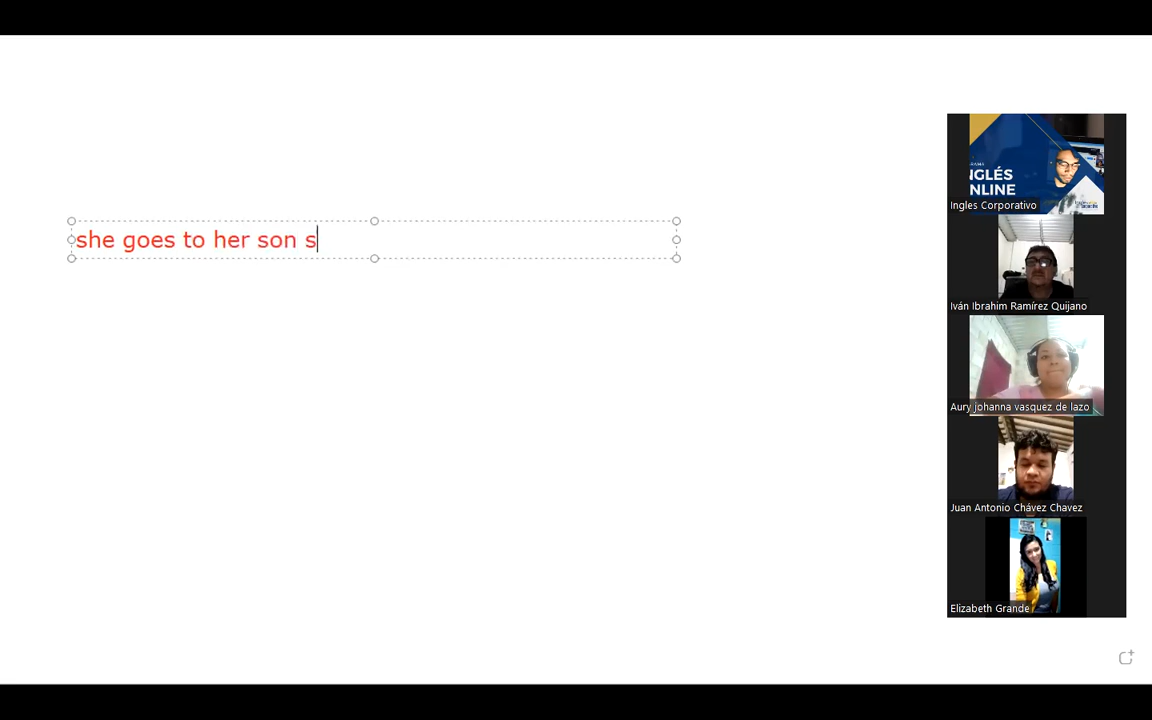 she goes to her son s
NGLÉS
NLINE
Ingles Corporativo
Iván Ibrahim Ramírez Quijano
Aury johanna vasquez de lazo
Juan Antonio Chávez Chavez
Elizabeth Grande